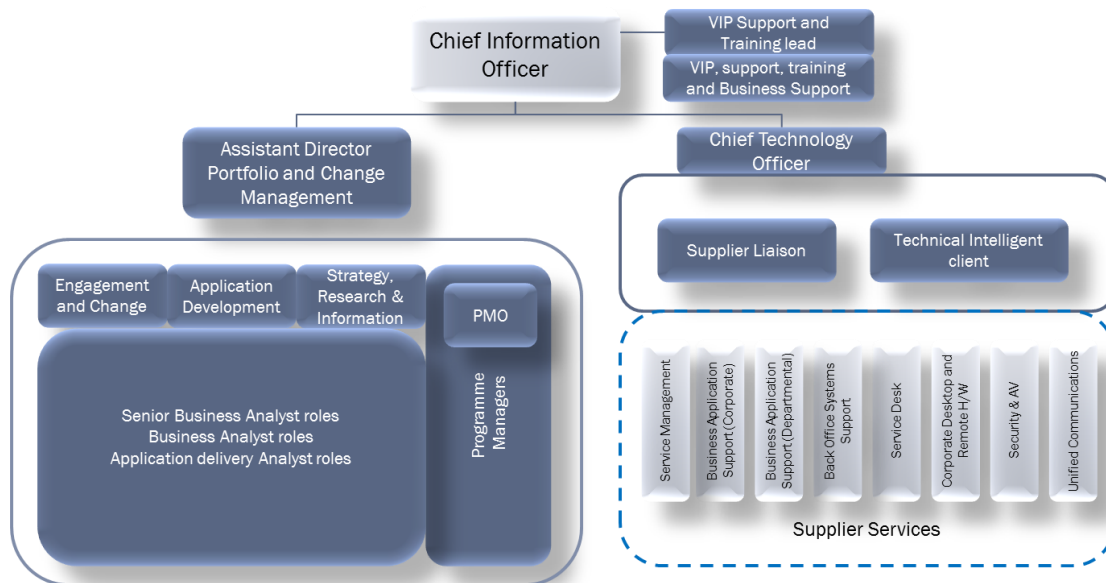 Chief Information
Officer
VIP Support and
Training lead
VIP, support, training
and Business Support
Assistant Director
Portfolio and Change
Management
Chief Technology
Officer
Engagement
and Change
Application
Development
Strategy,
Research &
Information
PMO
Programme
Managers
Senior Business Analyst roles
Business Analyst roles
Application delivery Analyst roles
Supplier Liaison
Technical Intelligent
client
Service Management
Business Application
Support (Corporate)
Business Application
Support (Departmental)
Back Office Systems
Support
Service Desk
Corporate Desktop and
Remote H/W
Security & AV
Unified Communications
Supplier Services